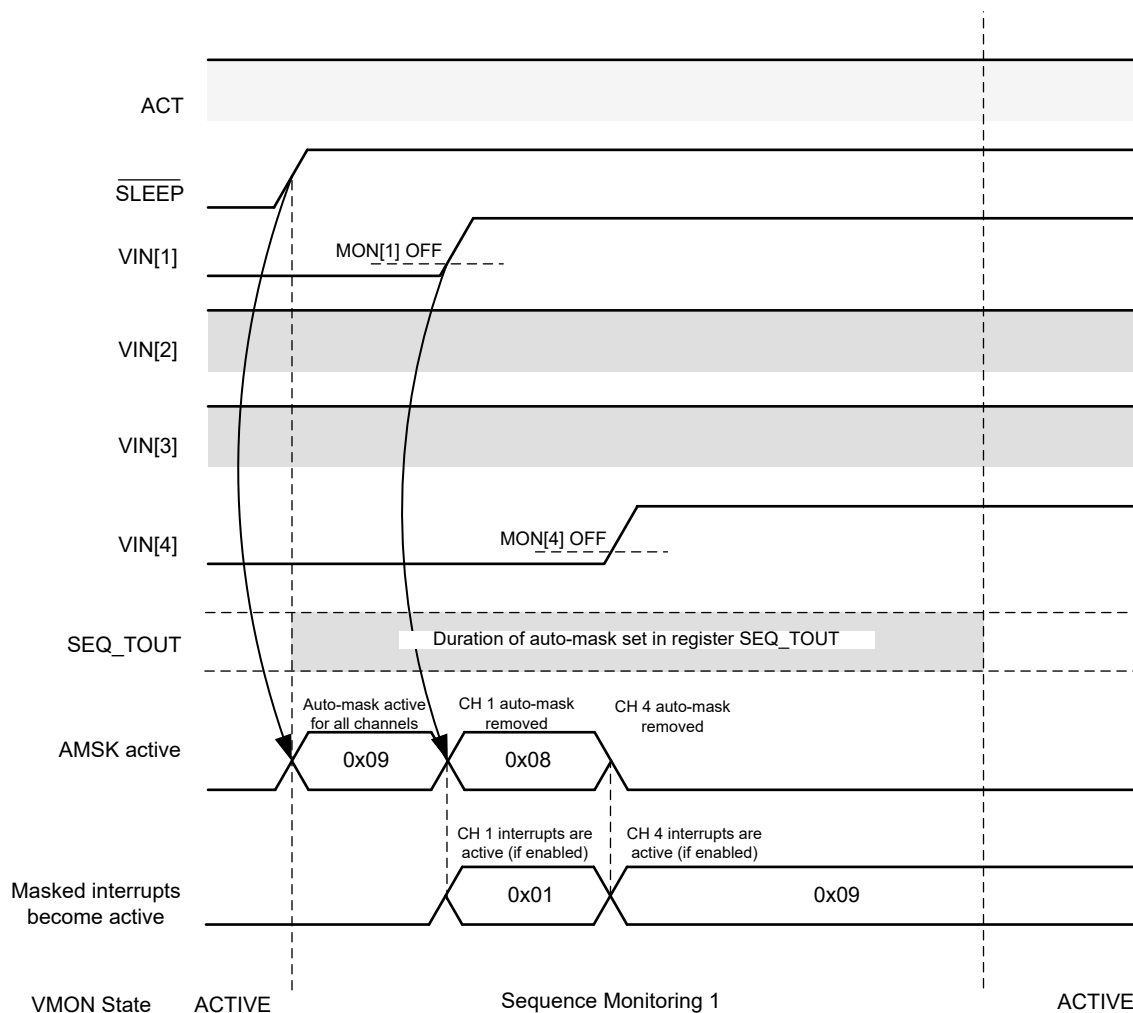 ACT
SLEEP
VIN[1]
MON[1] OFF
VIN[2]
VIN[3]
VIN[4]
MON[4] OFF
SEQ_TOUT
Duration of auto-mask set in register SEQ_TOUT
Auto-mask active
for all channels
CH 1 auto-mask
removed
CH 4 auto-mask
removed
AMSK active
0x09
0x08
CH 1 interrupts are
active (if enabled)
CH 4 interrupts are
active (if enabled)
Masked interrupts
become active
0x01
0x09
VMON State
ACTIVE
Sequence Monitoring 1
ACTIVE